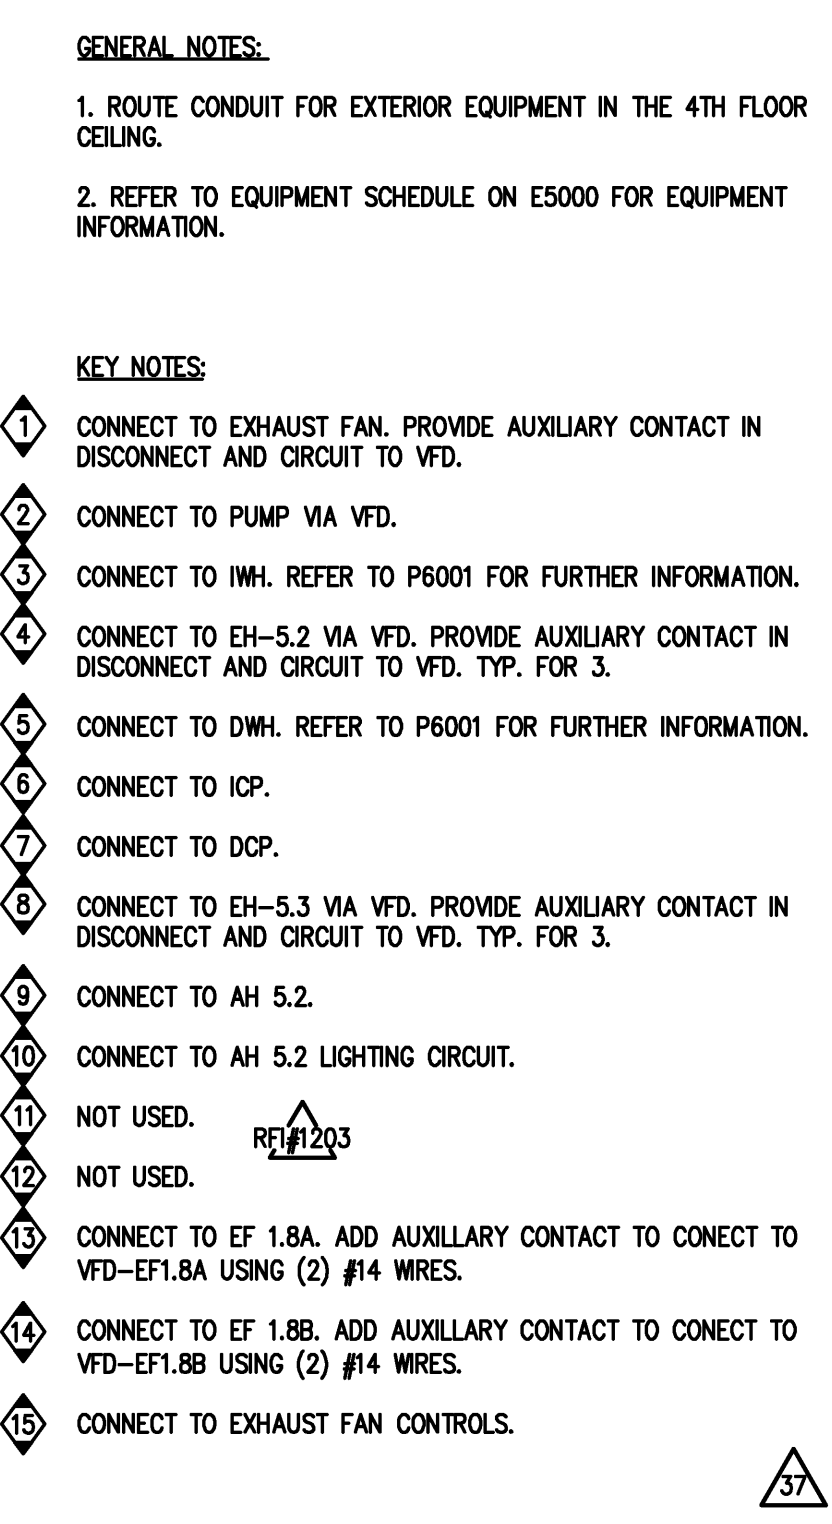 GENERAL NOTES:
1. ROUTE CONDUIT FOR EXTERIOR EQUIPMENT IN THE 4TH FLOOR
CEILING.
2. REFER TO EQUIPMENT SCHEDULE ON E5000 FOR EQUIPMENT
INFORMATION.
KEY NOTES:
1 CONNECT TO EXHAUST FAN. PROVIDE AUXILIARY CONTACT IN
DISCONNECT AND CIRCUIT TO VFD.
2 CONNECT TO PUMP VIA VFD.
3 CONNECT TO IWH. REFER TO P6001 FOR FURTHER INFORMATION.
4 CONNECT TO EH-5.2 VIA VFD. PROVIDE AUXILIARY CONTACT IN
DISCONNECT AND CIRCUIT TO VFD. TYP. FOR 3.
5 CONNECT TO DWH. REFER TO P6001 FOR FURTHER INFORMATION.
6 CONNECT TO ICP.
7 CONNECT TO DCP.
8 CONNECT TO EH-5.3 VIA VFD. PROVIDE AUXILIARY CONTACT IN
DISCONNECT AND CIRCUIT TO VFD. TYP. FOR 3.
9 CONNECT TO AH 5.2.
10 CONNECT TO AH 5.2 LIGHTING CIRCUIT.
11 NOT USED.
RFI#1203
12 NOT USED.
13 CONNECT TO EF 1.8A. ADD AUXILLARY CONTACT TO CONECT TO
VFD-EF1.8A USING (2) #14 WIRES.
14 CONNECT TO EF 1.8B. ADD AUXILLARY CONTACT TO CONECT TO
VFD-EF1.8B USING (2) #14 WIRES.
15 CONNECT TO EXHAUST FAN CONTROLS.
37